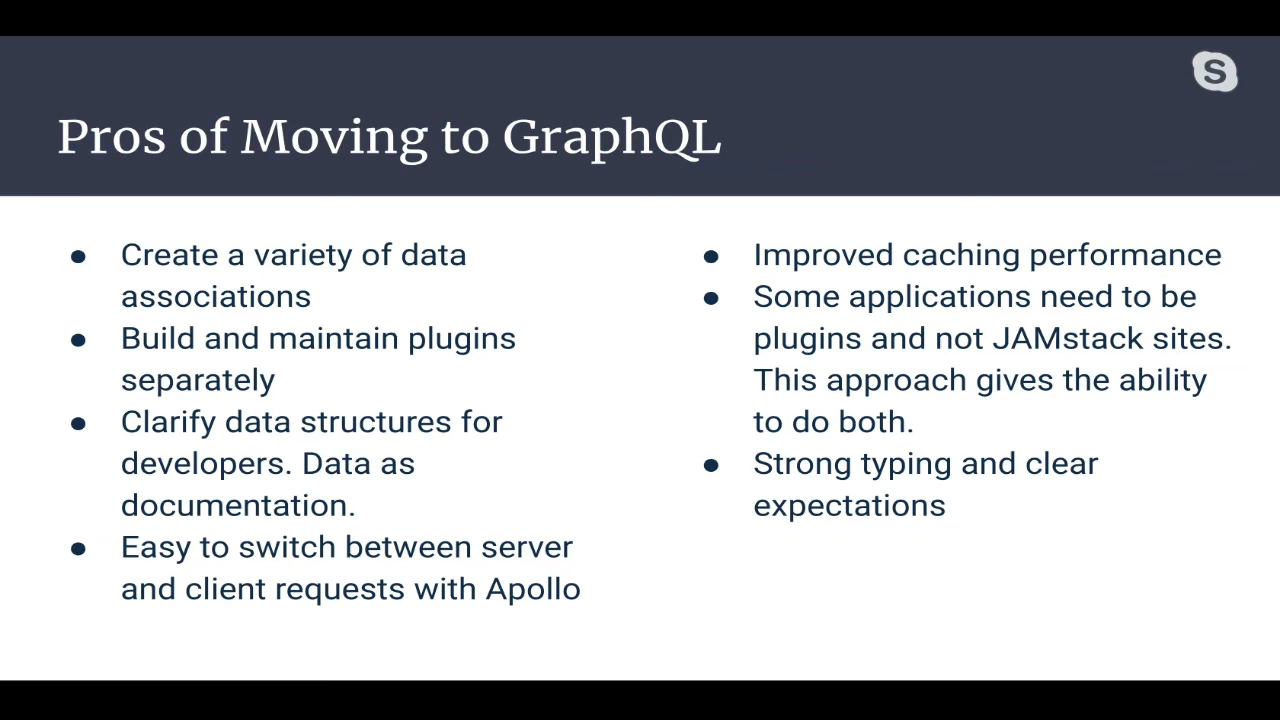 S
Pros of Moving to GraphQL
● Create a variety of data
associations
● Build and maintain plugins
separately
● Clarify data structures for
developers. Data as
documentation.
● Easy to switch between server
and client requests with Apollo
● Improved caching performance
● Some applications need to be
plugins and not JAMstack sites.
This approach gives the ability
to do both.
● Strong typing and clear
expectations